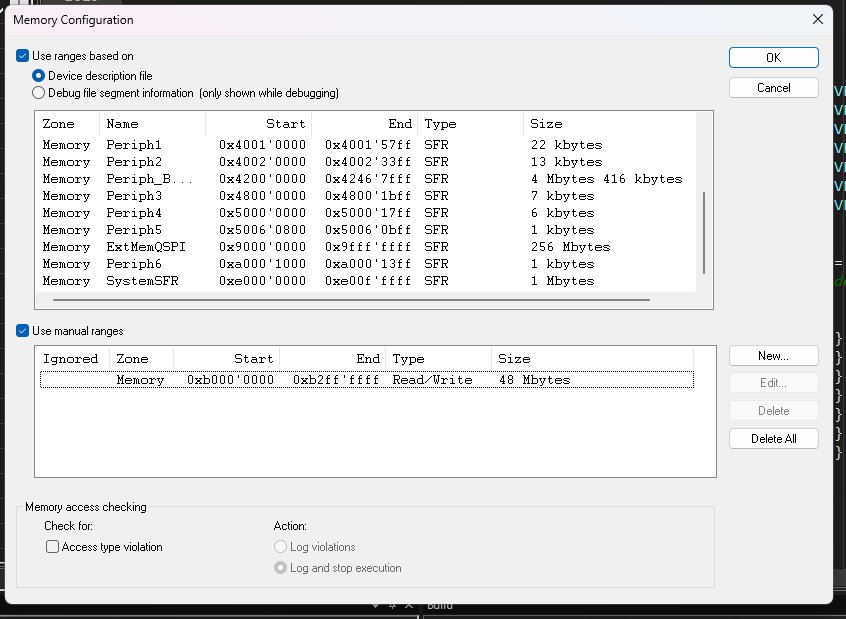 Memory Configuration
Use ranges based on
Device description file
Debug file segment information (only shown while debugging)
OK
Cancel
Zone Name Start End Type Size
Memory Periph1 0x4001'0000 0x4001'57ff SFR 22 kbytes
Memory Periph2 0x4002'0000 0x4002'33ff SFR 13 kbytes
Memory Periph_B... 0x4200'0000 0x4246'7fff SFR 4 Mbytes 416 kbytes
Memory Periph3 0x4800'0000 0x4800'1bff SFR 7 kbytes
Memory Periph4 0x5000'0000 0x5000'17ff SFR 6 kbytes
Memory Periph5 0x5006'0800 0x5006'0bff SFR 1 kbytes
Memory ExtMemQSPI 0x9000'0000 0x9fff'ffff SFR 256 Mbytes
Memory Periph6 0xa000'1000 0xa000'13ff SFR 1 kbytes
Memory SystemSFR 0xe000'0000 0xe00f'ffff SFR 1 Mbytes
Use manual ranges
Ignored Zone Start End Type Size
Memory 0xb000'0000 0xb2ff'ffff Read/Write 48 Mbytes
New...
Edit...
Delete
Delete All
Memory access checking
Check for:
Access type violation
Action:
Log violations
Log and stop execution
Build